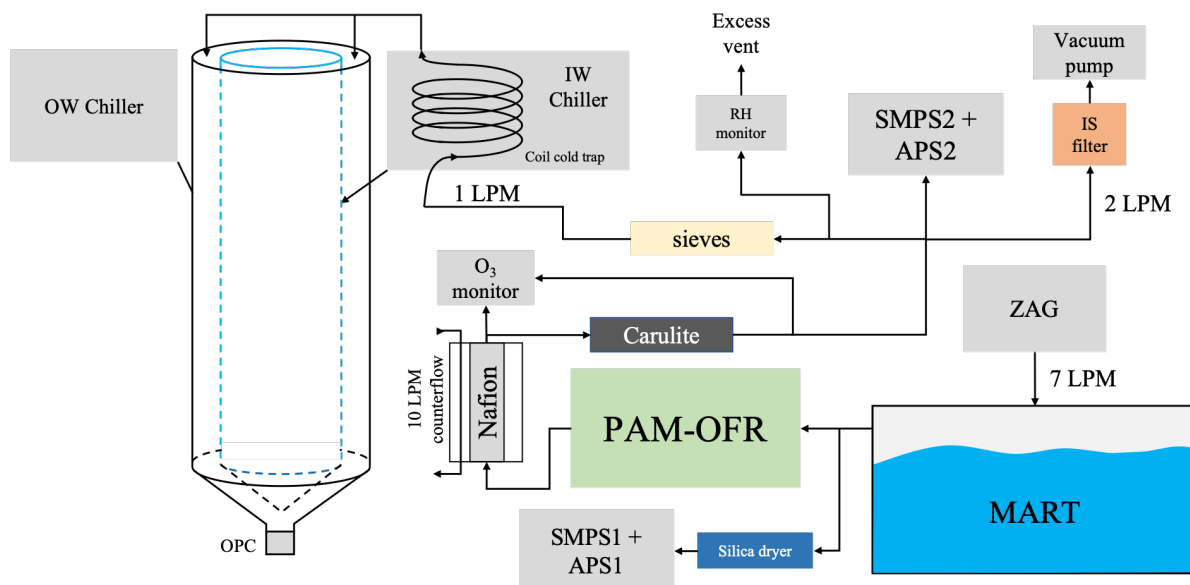 Excess
vent
Vacuum
pump
OW Chiller
IW
Chiller
RH
monitor
SMPS2 +
APS2
IS
filter
Coil cold trap
1 LPM
2 LPM
sieves
O₃
monitor
ZAG
Carulite
10 LPM
counterflow
Nafion
7 LPM
PAM-OFR
MART
OPC
SMPS1 +
APS1
Silica dryer